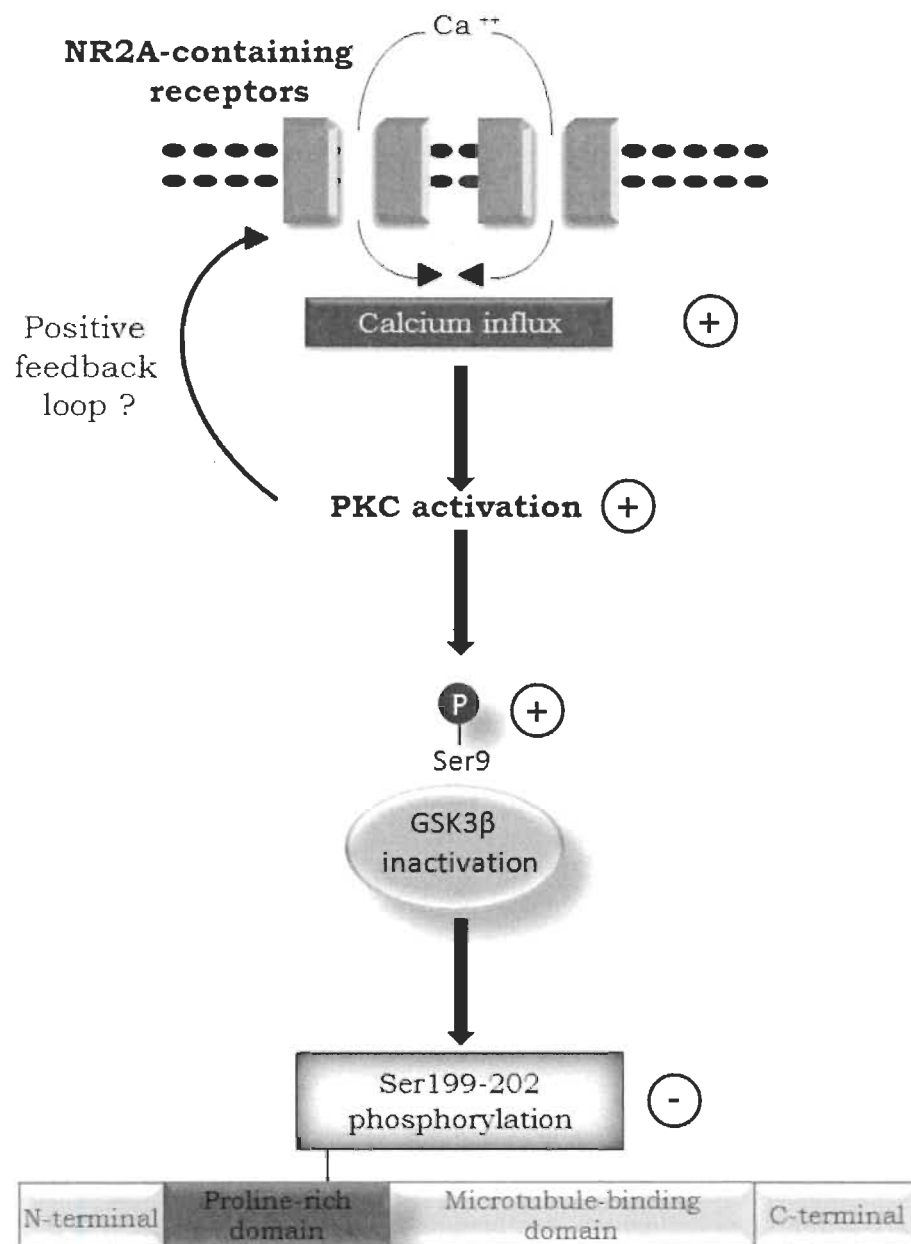 Ca ++
NR2A-containing
receptors
Calcium influx
+
Positive
feedback
loop ?
PKC activation
+
P
+
Ser9
GSK3β
inactivation
Ser199-202
phosphorylation
-
N-terminal
Proline-rich
domain
Microtubule-binding
domain
C-terminal